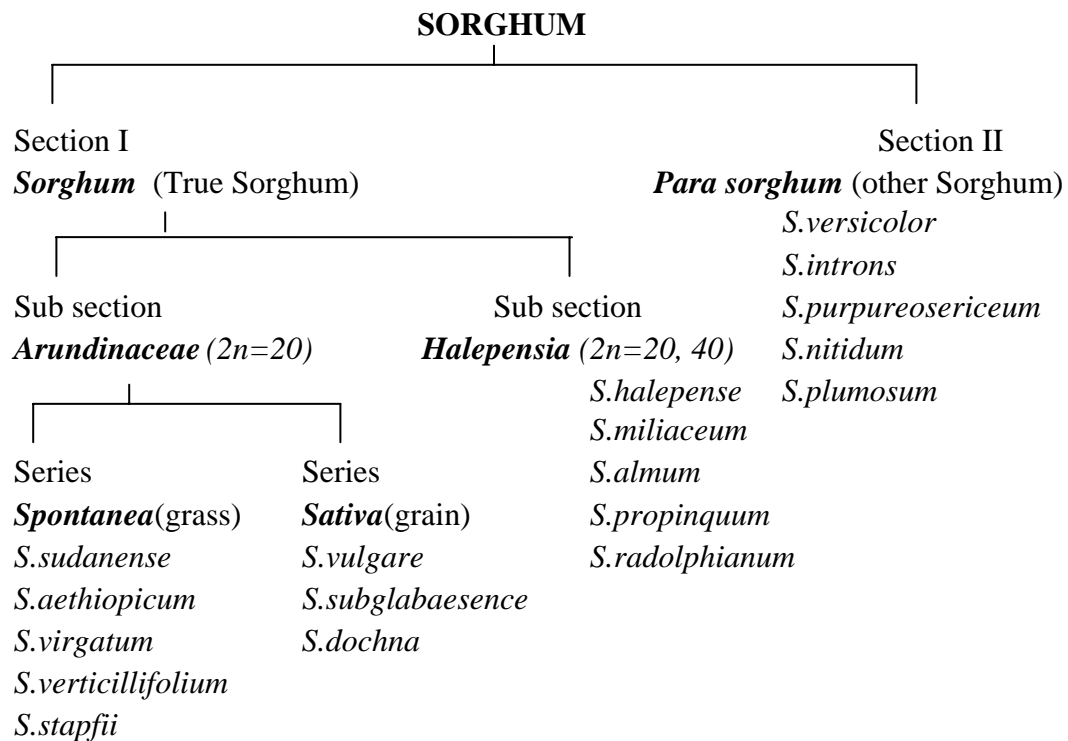 SORGHUM
Section I
Sorghum (True Sorghum)
Section II
Para sorghum (other Sorghum)
S.versicolor
S.introns
S.purpureosericeum
S.nitidum
S.plumosum
Sub section
Arundinaceae (2n=20)
Sub section
Halepensia (2n=20, 40)
S.halepense
S.miliaceum
S.almum
S.propinquum
S.radolphianum
Series
Spontanea(grass)
S.sudanense
S.aethiopicum
S.virgatum
S.verticillifolium
S.stapfii
Series
Sativa(grain)
S.vulgare
S.subglabaesence
S.dochna